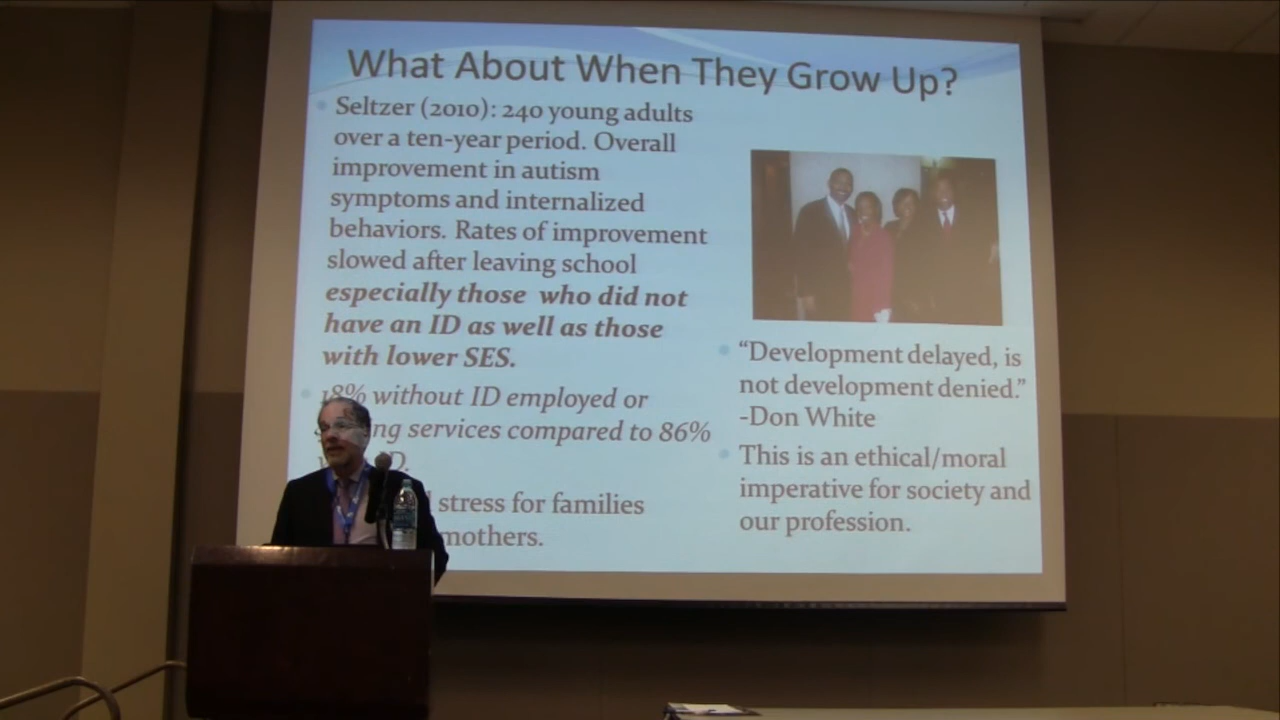 What About When They Grow Up?
Seltzer (2010): 240 young adults
over a ten-year period. Overall
improvement in autism
symptoms and internalized
behaviors. Rates of improvement
slowed after leaving school
especially those who did not
have an ID as well as those
with lower SES.
18% without ID employed or
services compared to 86%
stress for families
mothers.
“Development delayed, is
not development denied.”
-Don White
This is an ethical/moral
imperative for society and
our profession.